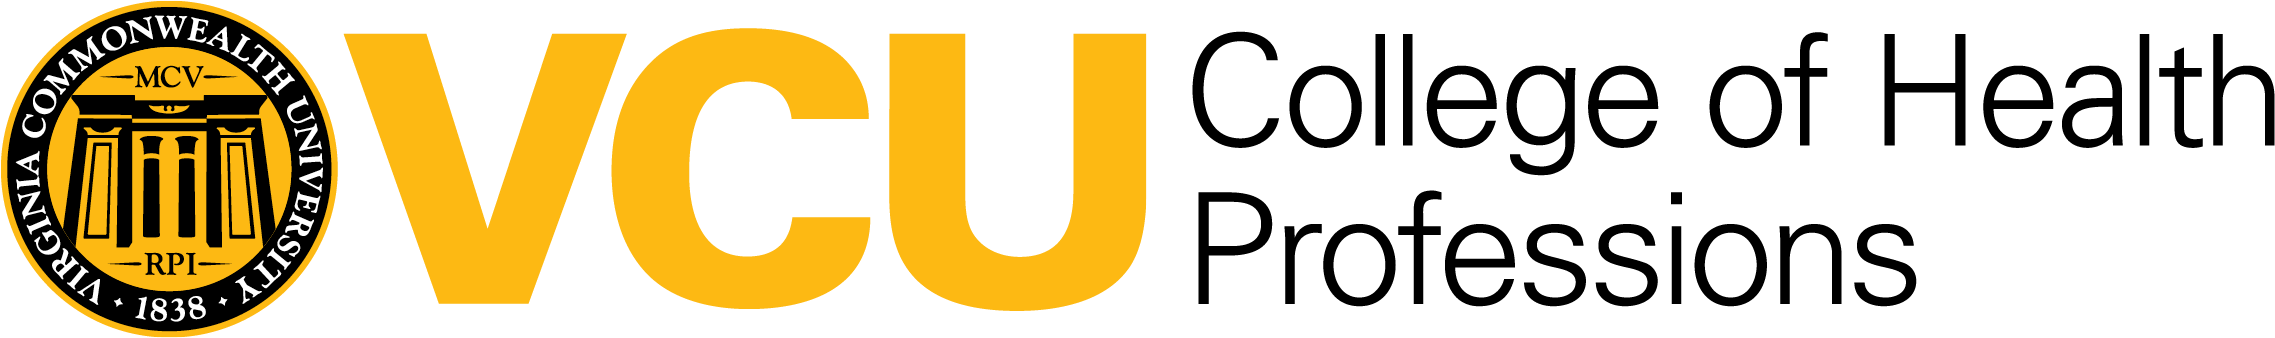 VIRGINIA COMMONWEALTH UNIVERSITY
MCV
RPI
· 1838 ·
VCU
College of Health
Professions